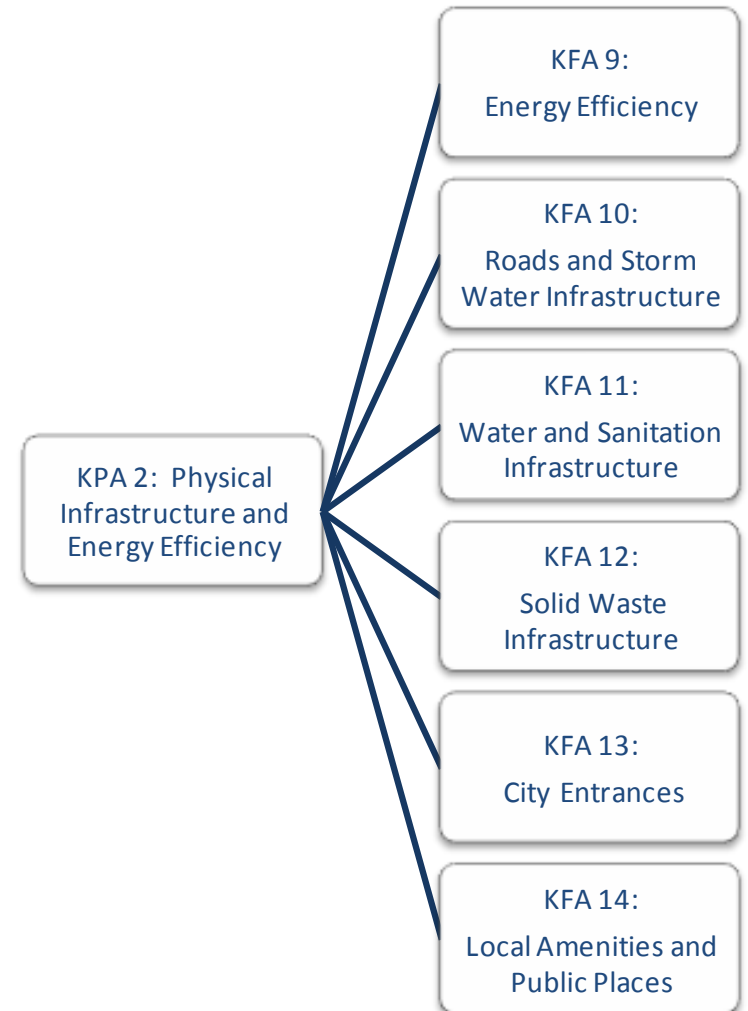 KFA 9:
Energy Efficiency
KFA 10:
Roads and Storm
Water Infrastructure
KFA 11:
Water and Sanitation
Infrastructure
KPA 2: Physical
Infrastructure and
Energy Efficiency
KFA 12:
Solid Waste
Infrastructure
KFA 13:
City Entrances
KFA 14:
Local Amenities and
Public Places